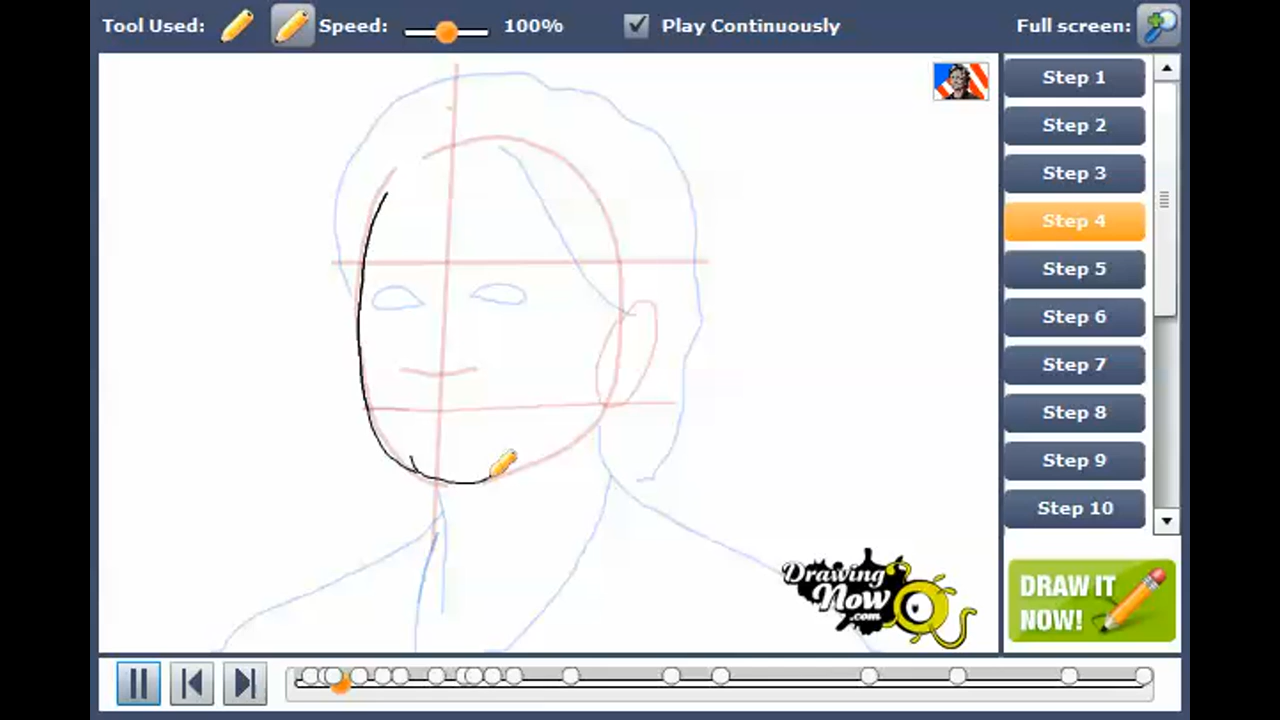 Tool Used: Speed: 100% Play Continuously Full screen:
Step 1
Step 2
Step 3
Step 4
Step 5
Step 6
Step 7
Step 8
Step 9
Step 10
Drawing
Now
.com
DRAW IT
NOW!